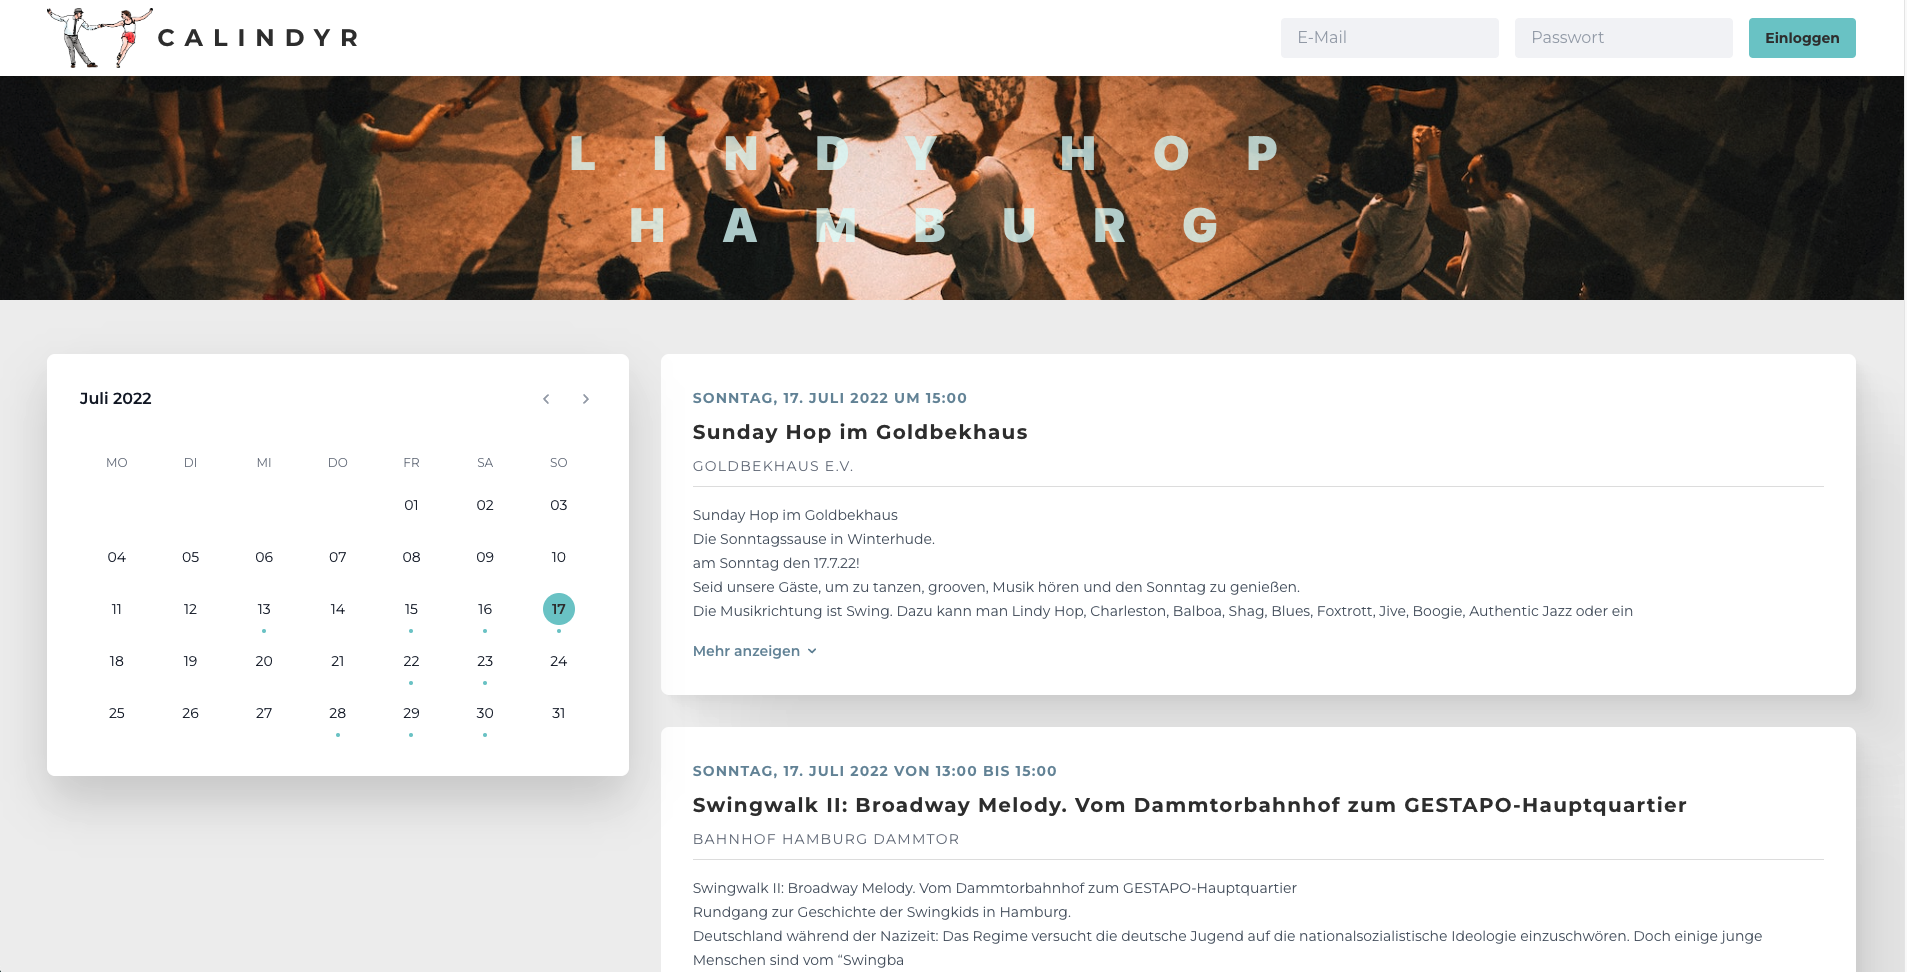 CALINDYR
E-Mail
Passwort
Einloggen
LINDY HOP
HAMBURG
Juli 2022
MO DI MI DO FR SA SO
01 02 03
04 05 06 07 08 09 10
11 12 13 14 15 16 17
18 19 20 21 22 23 24
25 26 27 28 29 30 31
SONNTAG, 17. JULI 2022 UM 15:00
Sunday Hop im Goldbekhaus
GOLDBEKHAUS E.V.
Sunday Hop im Goldbekhaus
Die Sonntagssause in Winterhude.
am Sonntag den 17.7.22!
Seid unsere Gäste, um zu tanzen, grooven, Musik hören und den Sonntag zu genießen.
Die Musikrichtung ist Swing. Dazu kann man Lindy Hop, Charleston, Balboa, Shag, Blues, Foxtrott, Jive, Boogie, Authentic Jazz oder ein
Mehr anzeigen
SONNTAG, 17. JULI 2022 VON 13:00 BIS 15:00
Swingwalk II: Broadway Melody. Vom Dammtorbahnhof zum GESTAPO-Hauptquartier
BAHNHOF HAMBURG DAMMTOR
Swingwalk II: Broadway Melody. Vom Dammtorbahnhof zum GESTAPO-Hauptquartier
Rundgang zur Geschichte der Swingkids in Hamburg.
Deutschland während der Nazizeit: Das Regime versucht die deutsche Jugend auf die nationalsozialistische Ideologie einzuschwören. Doch einige junge
Menschen sind vom “Swingba